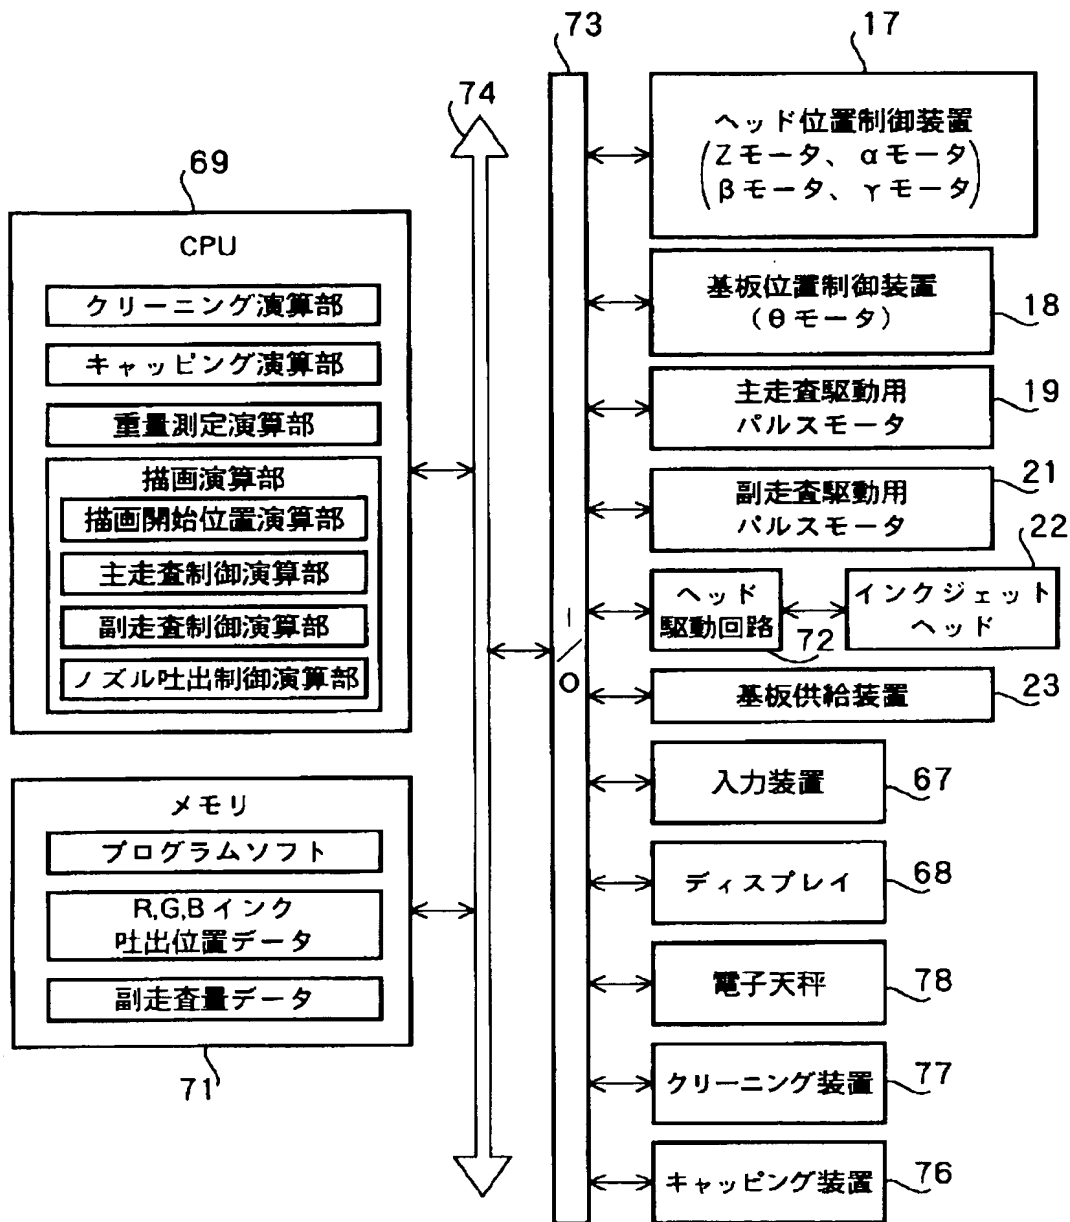 73
17
74
ヘッド位置制御装置
(Zモータ、αモータ
βモータ、γモータ)
69
CPU
クリーニング演算部
キャッピング演算部
重量測定演算部
描画演算部
描画開始位置演算部
主走査制御演算部
副走査制御演算部
ノズル吐出制御演算部
基板位置制御装置
(θモータ)
18
主走査駆動用
パルスモータ
19
副走査駆動用
パルスモータ
21
22
I/O
ヘッド
駆動回路
72
インクジェット
ヘッド
基板供給装置
23
メモリ
プログラムソフト
R,G,Bインク
吐出位置データ
副走査量データ
71
入力装置
67
ディスプレイ
68
電子天秤
78
クリーニング装置
77
キャッピング装置
76